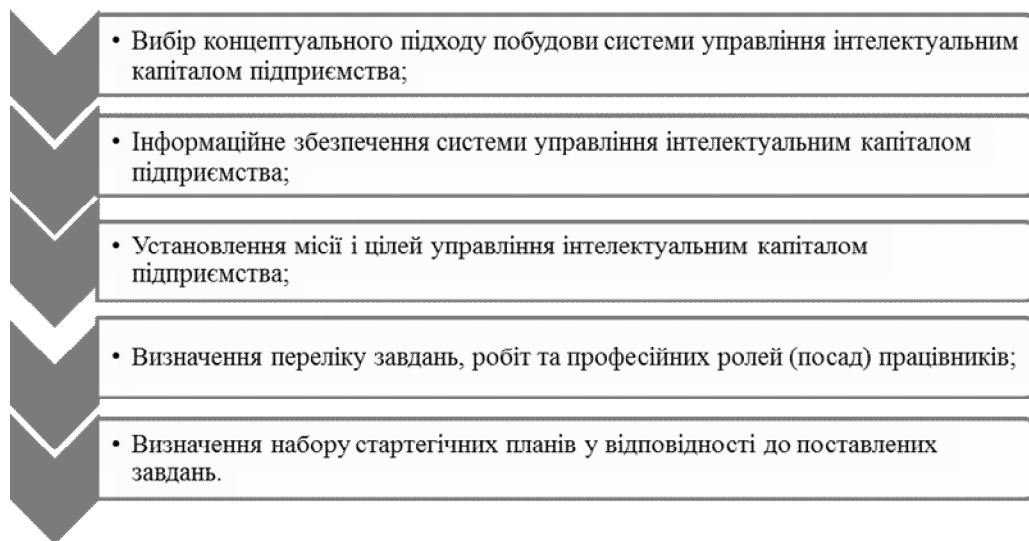 • Вибір концептуального підходу побудови системи управління інтелектуальним
капіталом підприємства;
• Інформаційне збезпечення системи управління інтелектуальним капіталом
підприємства;
• Установлення місії і цілей управління інтелектуальним капіталом
підприємства;
• Визначення переліку завдань, робіт та професійних ролей (посад) працівників;
• Визначення набору стартегічних планів у відповідності до поставлених
завдань.